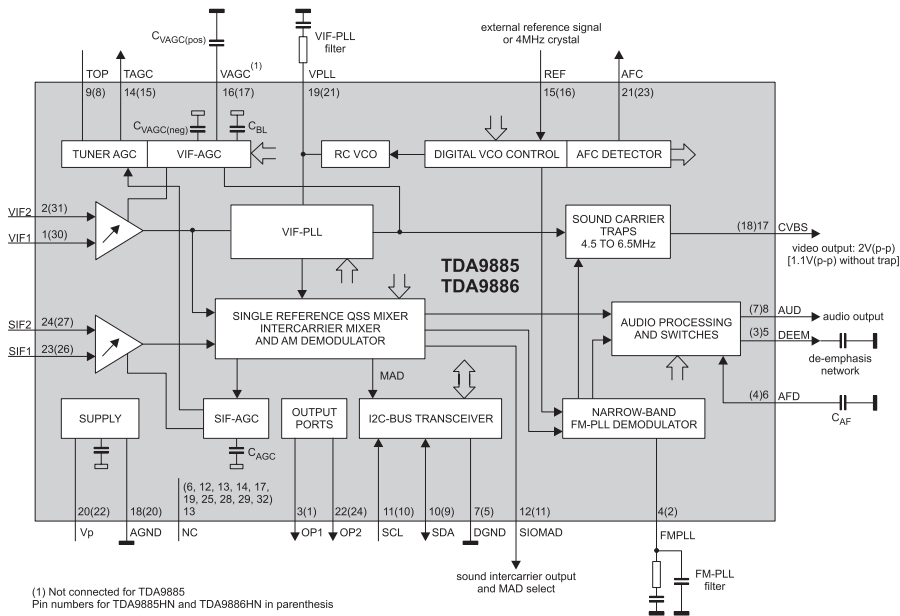 CVAGC(pos)
VIF-PLL
filter
external reference signal
or 4MHz crystal
TOP
TAGC
VAGC(1)
VPLL
REF
AFC
9(8)
14(15)
16(17)
19(21)
15(16)
21(23)
CVAGC(neg)
CBL
TUNER AGC
VIF-AGC
RC VCO
DIGITAL VCO CONTROL
AFC DETECTOR
VIF2
2(31)
VIF1
1(30)
VIF-PLL
SOUND CARRIER
TRAPS
4.5 TO 6.5MHz
(18)17
CVBS
video output: 2V(p-p)
[1.1V(p-p) without trap]
TDA9885
TDA9886
SIF2
24(27)
SIF1
23(26)
SINGLE REFERENCE QSS MIXER
INTERCARRIER MIXER
AND AM DEMODULATOR
AUDIO PROCESSING
AND SWITCHES
(7)8
AUD
audio output
(3)5
DEEM
de-emphasis
network
MAD
(4)6
AFD
CAF
SUPPLY
SIF-AGC
OUTPUT
PORTS
I2C-BUS TRANSCEIVER
NARROW-BAND
FM-PLL DEMODULATOR
CAGC
(6, 12, 13, 14, 17,
19, 25, 28, 29, 32)
20(22)
18(20)
13
3(1)
22(24)
11(10)
10(9)
7(5)
12(11)
4(2)
Vp
AGND
NC
OP1
OP2
SCL
SDA
DGND
SIOMAD
FMPLL
sound intercarrier output
and MAD select
FM-PLL
filter
(1) Not connected for TDA9885
Pin numbers for TDA9885HN and TDA9886HN in parenthesis